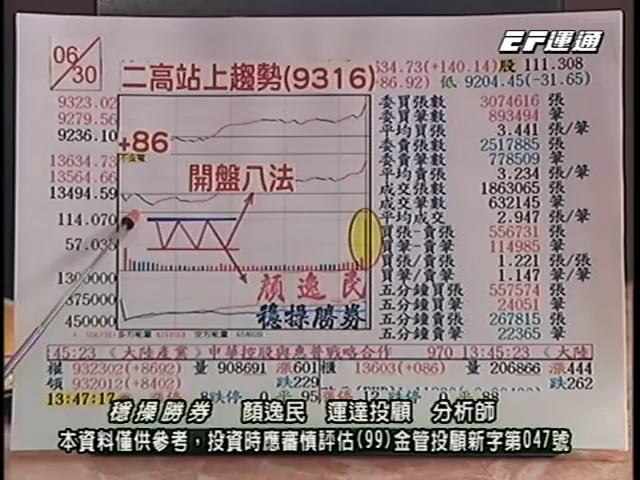 06/30
EF運通
二高站上趨勢(9316)
634.73(+140.14) 股 111.308
+86.92) 低 9204.45(-31.65)
9323.02
9279.56
9236.10
+86
13634.73
13564.66
13494.59
開盤八法
114.070
57.035
1300000
875000
450000
顏逸民
穩操勝券
委買張數 3074616 張
委買筆數 893494 筆
平均買張 3.441 張/筆
委賣張數 2517885 張
委賣筆數 778509 筆
平均賣張 3.234 張/筆
成交張數 1863065 張
成交筆數 632145 筆
平均成交 2.947 張/筆
買張-賣張 556731 張
買筆-賣筆 114985 筆
買張/賣張 1.221 張/筆
買筆/賣筆 1.147 張/筆
五分鐘買張 557574 張
五分鐘買筆 24051 筆
五分鐘賣張 267815 張
五分鐘賣筆 22365 筆
45:23 《大陸產業》中華控股與惠普戰略合作 970 13:45:23 《大陸
權 932302(+8692) 量 908691 漲601 櫃 13603(+086) 量 206866 漲444
領 932012(+8402) 跌229 跌262
13:47:17
穩操勝券 顏逸民 運達投顧 分析師
本資料僅供參考，投資時應審慎評估(99)金管投顧新字第047號